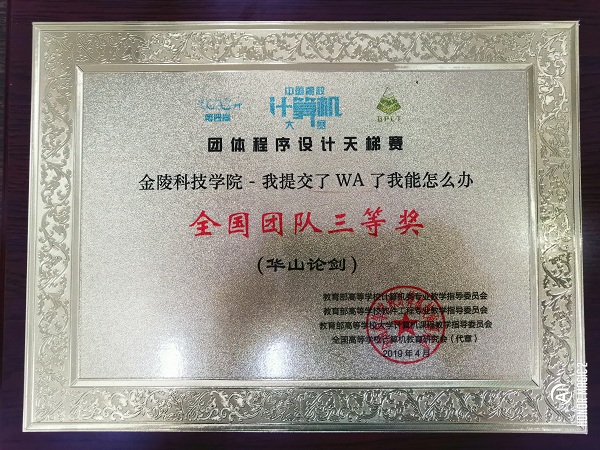 中国高校
计算机
大赛
GPLT
团体程序设计天梯赛
金陵科技学院 - 我提交了 WA 了我能怎么办
全国团队三等奖
(华山论剑)
教育部高等学校计算机类专业教学指导委员会
教育部高等学校软件工程专业教学指导委员会
教育部高等学校大学计算机课程教学指导委员会
全国高等学校计算机教育研究会(代章)
2019 年 4 月